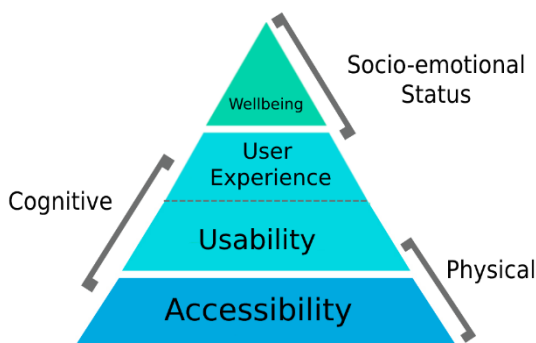 Wellbeing
Socio-emotional
Status
User
Experience
Cognitive
Usability
Physical
Accessibility